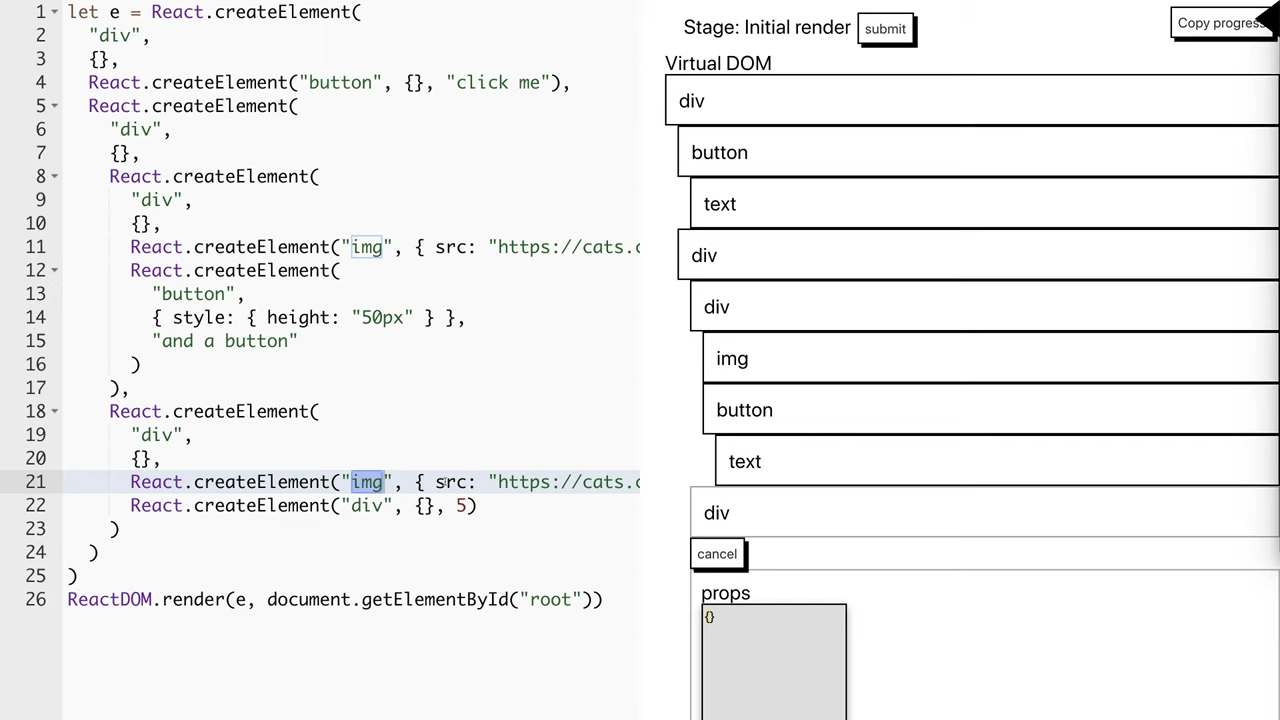 1 let e = React.createElement(
2 "div",
3 {},
4 React.createElement("button", {}, "click me"),
5 React.createElement(
6 "div",
7 {},
8 React.createElement(
9 "div",
10 {},
11 React.createElement("img", { src: "https://cats.c
12 React.createElement(
13 "button",
14 { style: { height: "50px" } },
15 "and a button"
16 )
17 ),
18 React.createElement(
19 "div",
20 {},
21 React.createElement("img", { src: "https://cats.c
22 React.createElement("div", {}, 5)
23 )
24 )
25 )
26 ReactDOM.render(e, document.getElementById("root"))
Stage: Initial render submit
Copy progress
Virtual DOM
div
button
text
div
div
img
button
text
div
cancel
props
{}